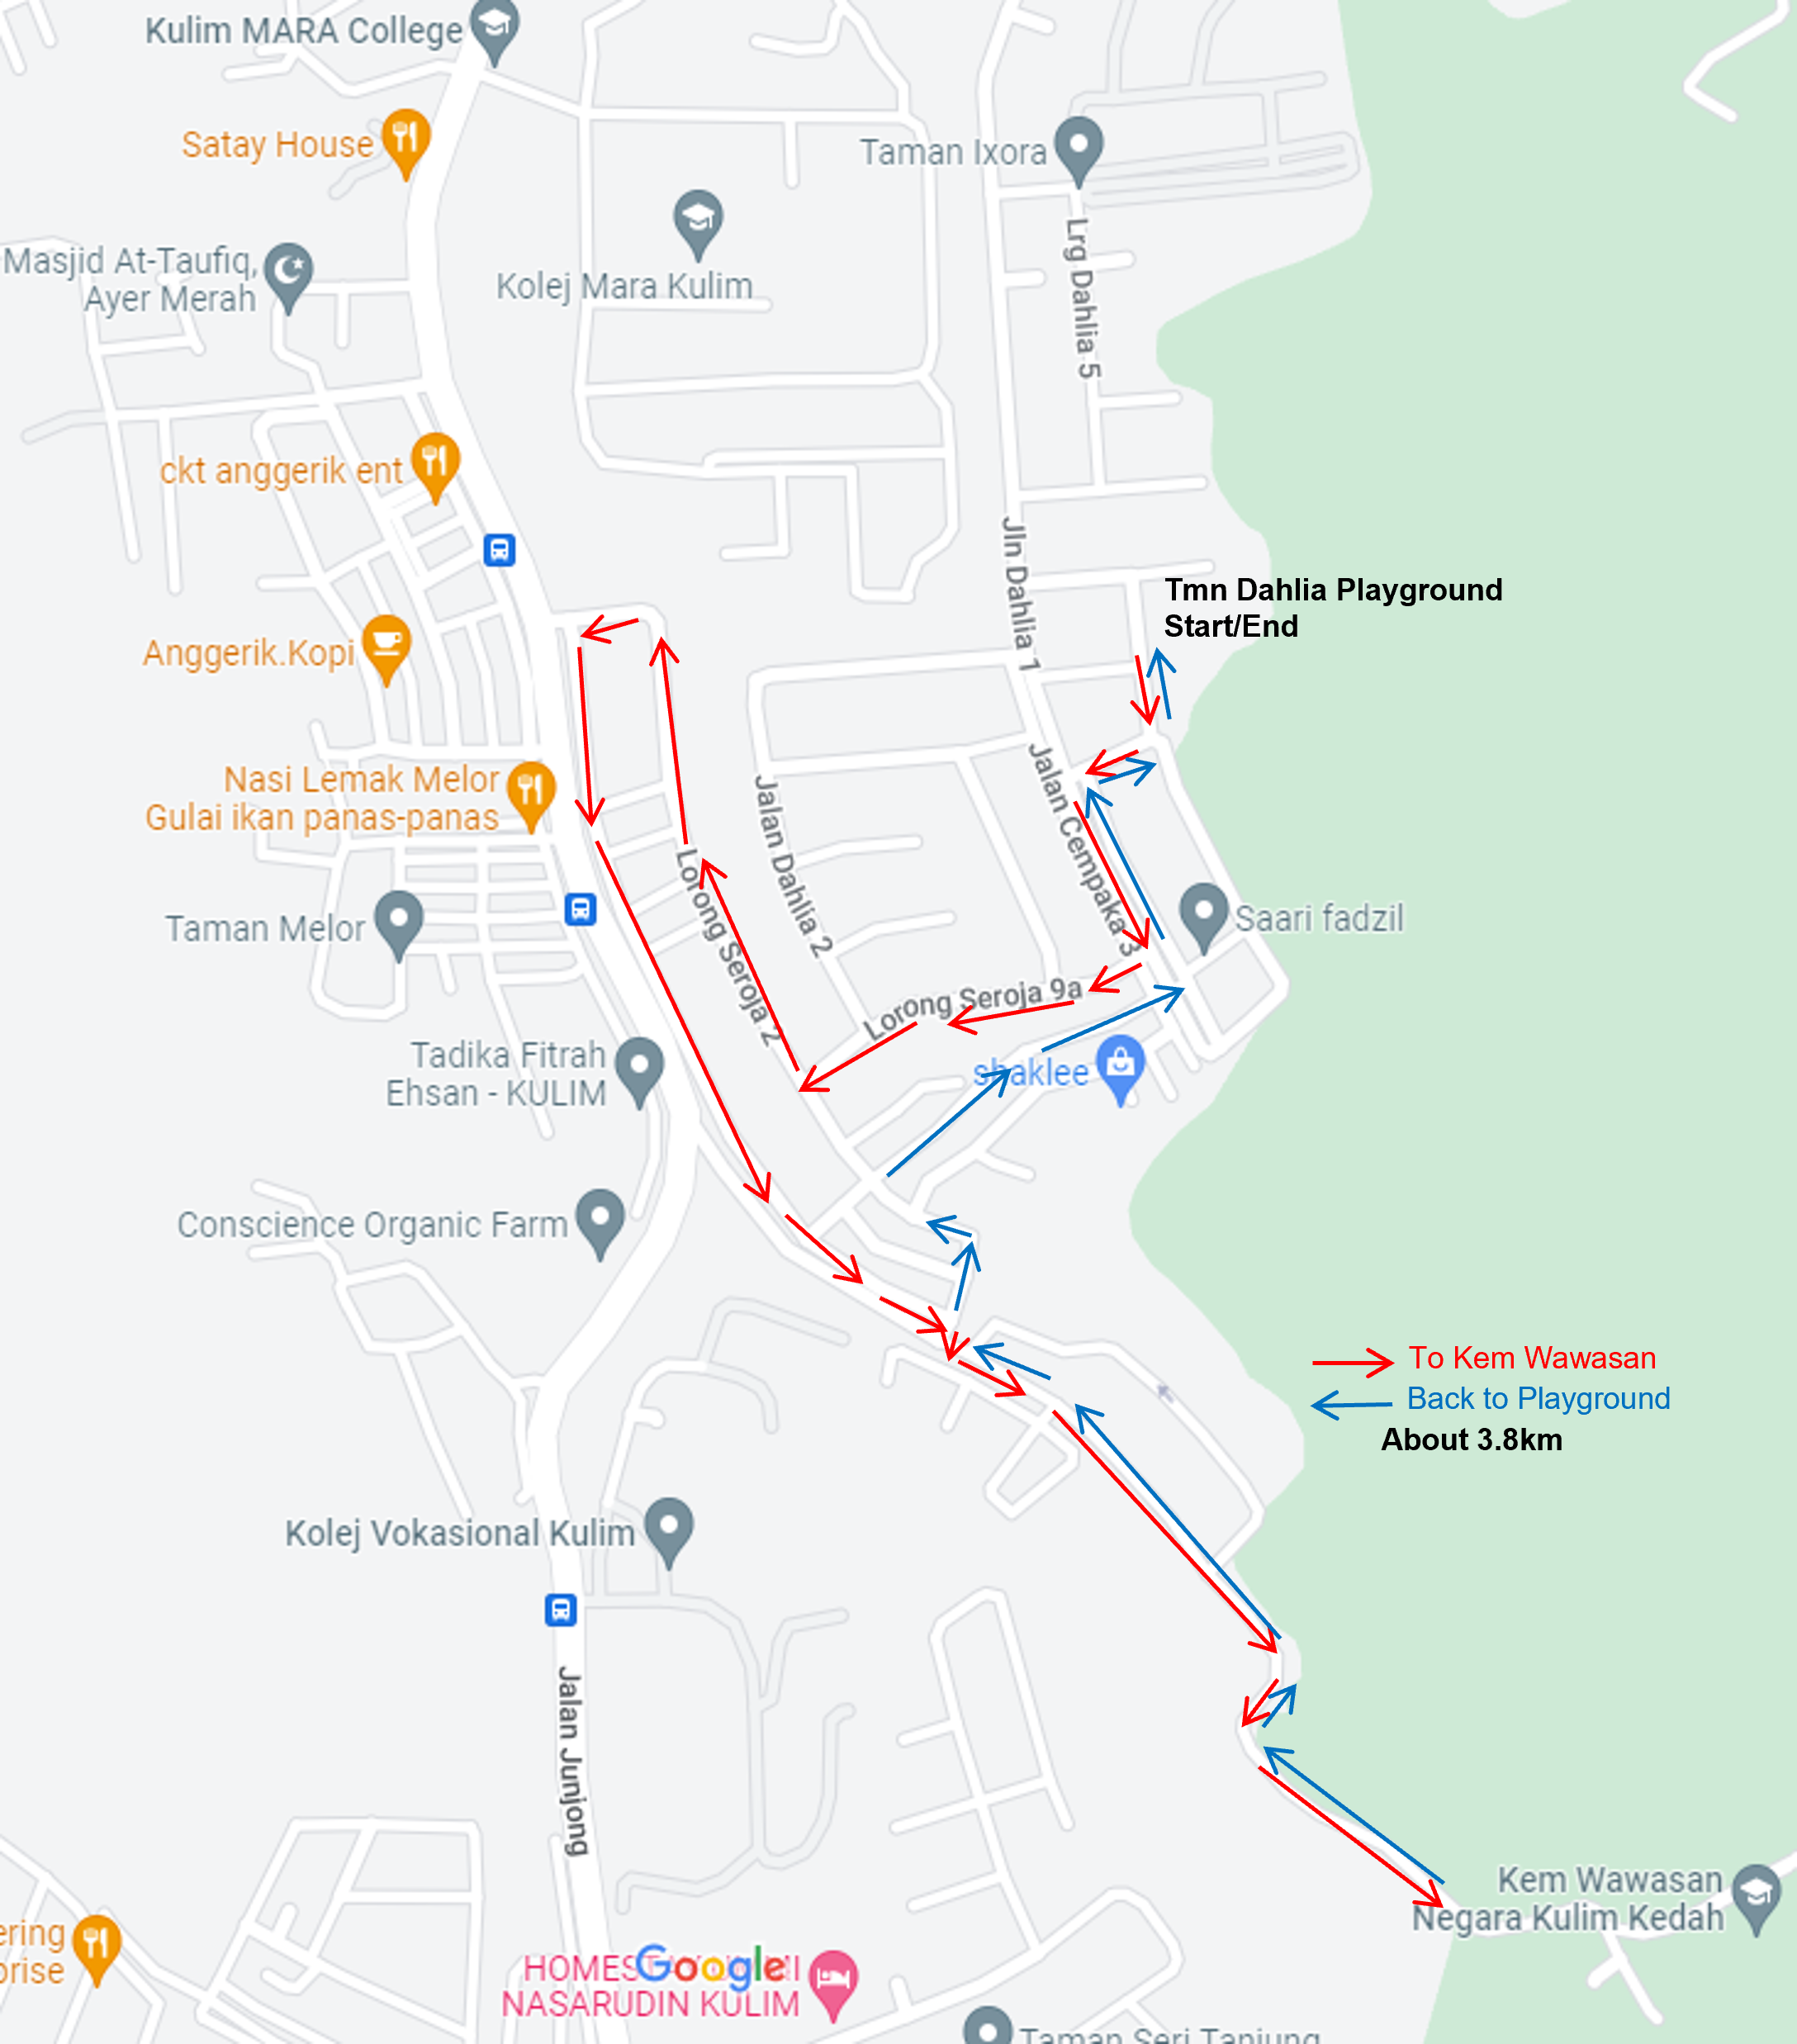 Kulim MARA College
Satay House
Taman Ixora
Masjid At-Taufiq,
Ayer Merah
Kolej Mara Kulim
Lrg Dahlia 5
ckt anggerik ent
Jln Dahlia 1
Tmn Dahlia Playground
Start/End
Anggerik.Kopi
Nasi Lemak Melor
Gulai ikan panas-panas
Jalan Dahlia 2
Jalan Cempaka 3
Lorong Seroja 2
Taman Melor
Saari fadzil
Lorong Seroja 9a
Tadika Fitrah
Ehsan - KULIM
shaklee
Conscience Organic Farm
To Kem Wawasan
Back to Playground
About 3.8km
Kolej Vokasional Kulim
Jalan Junjong
Kem Wawasan
Negara Kulim Kedah
ering
orise
Google
NASARUDIN KULIM
Taman Seri Tanjung